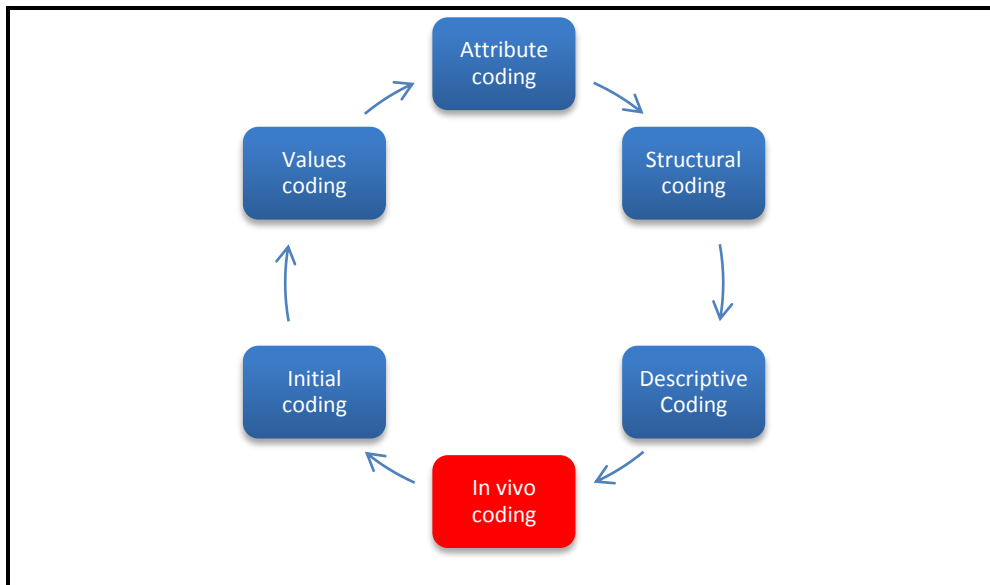 Attribute
coding
Structural
coding
Descriptive
Coding
In vivo
coding
Initial
coding
Values
coding